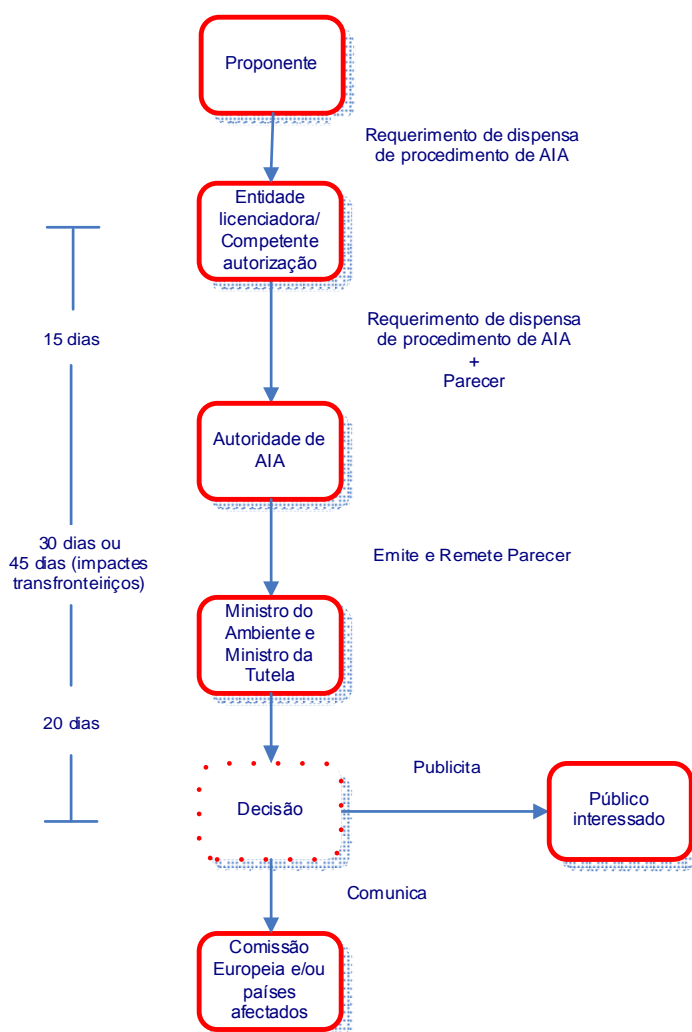 Proponente
Requerimento de dispensa
de procedimento de AIA
Entidade
licenciadora/
Competente
autorização
15 dias
Requerimento de dispensa
de procedimento de AIA
+
Parecer
Autoridade de
AIA
30 dias ou
45 dias (impactes
transfronteiriços)
Emite e Remete Parecer
Ministro do
Ambiente e
Ministro da
Tutela
20 dias
Publicita
Decisão
Público
interessado
Comunica
Comissão
Europeia e/ou
países
afectados